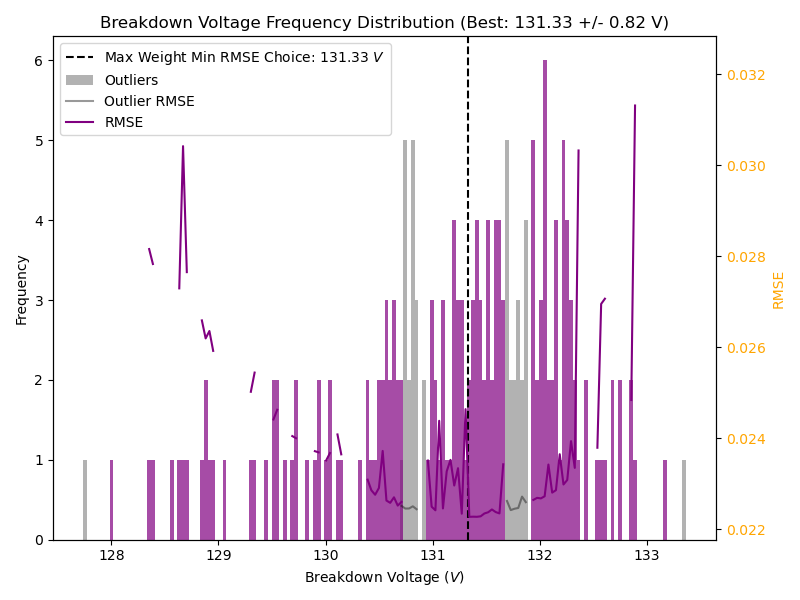 Breakdown Voltage Frequency Distribution (Best: 131.33 +/- 0.82 V)
Max Weight Min RMSE Choice: 131.33 V
Outliers
Outlier RMSE
RMSE
Frequency
6
5
4
3
2
1
0
0.032
0.030
0.028
0.026
0.024
0.022
RMSE
128 129 130 131 132 133
Breakdown Voltage (V)